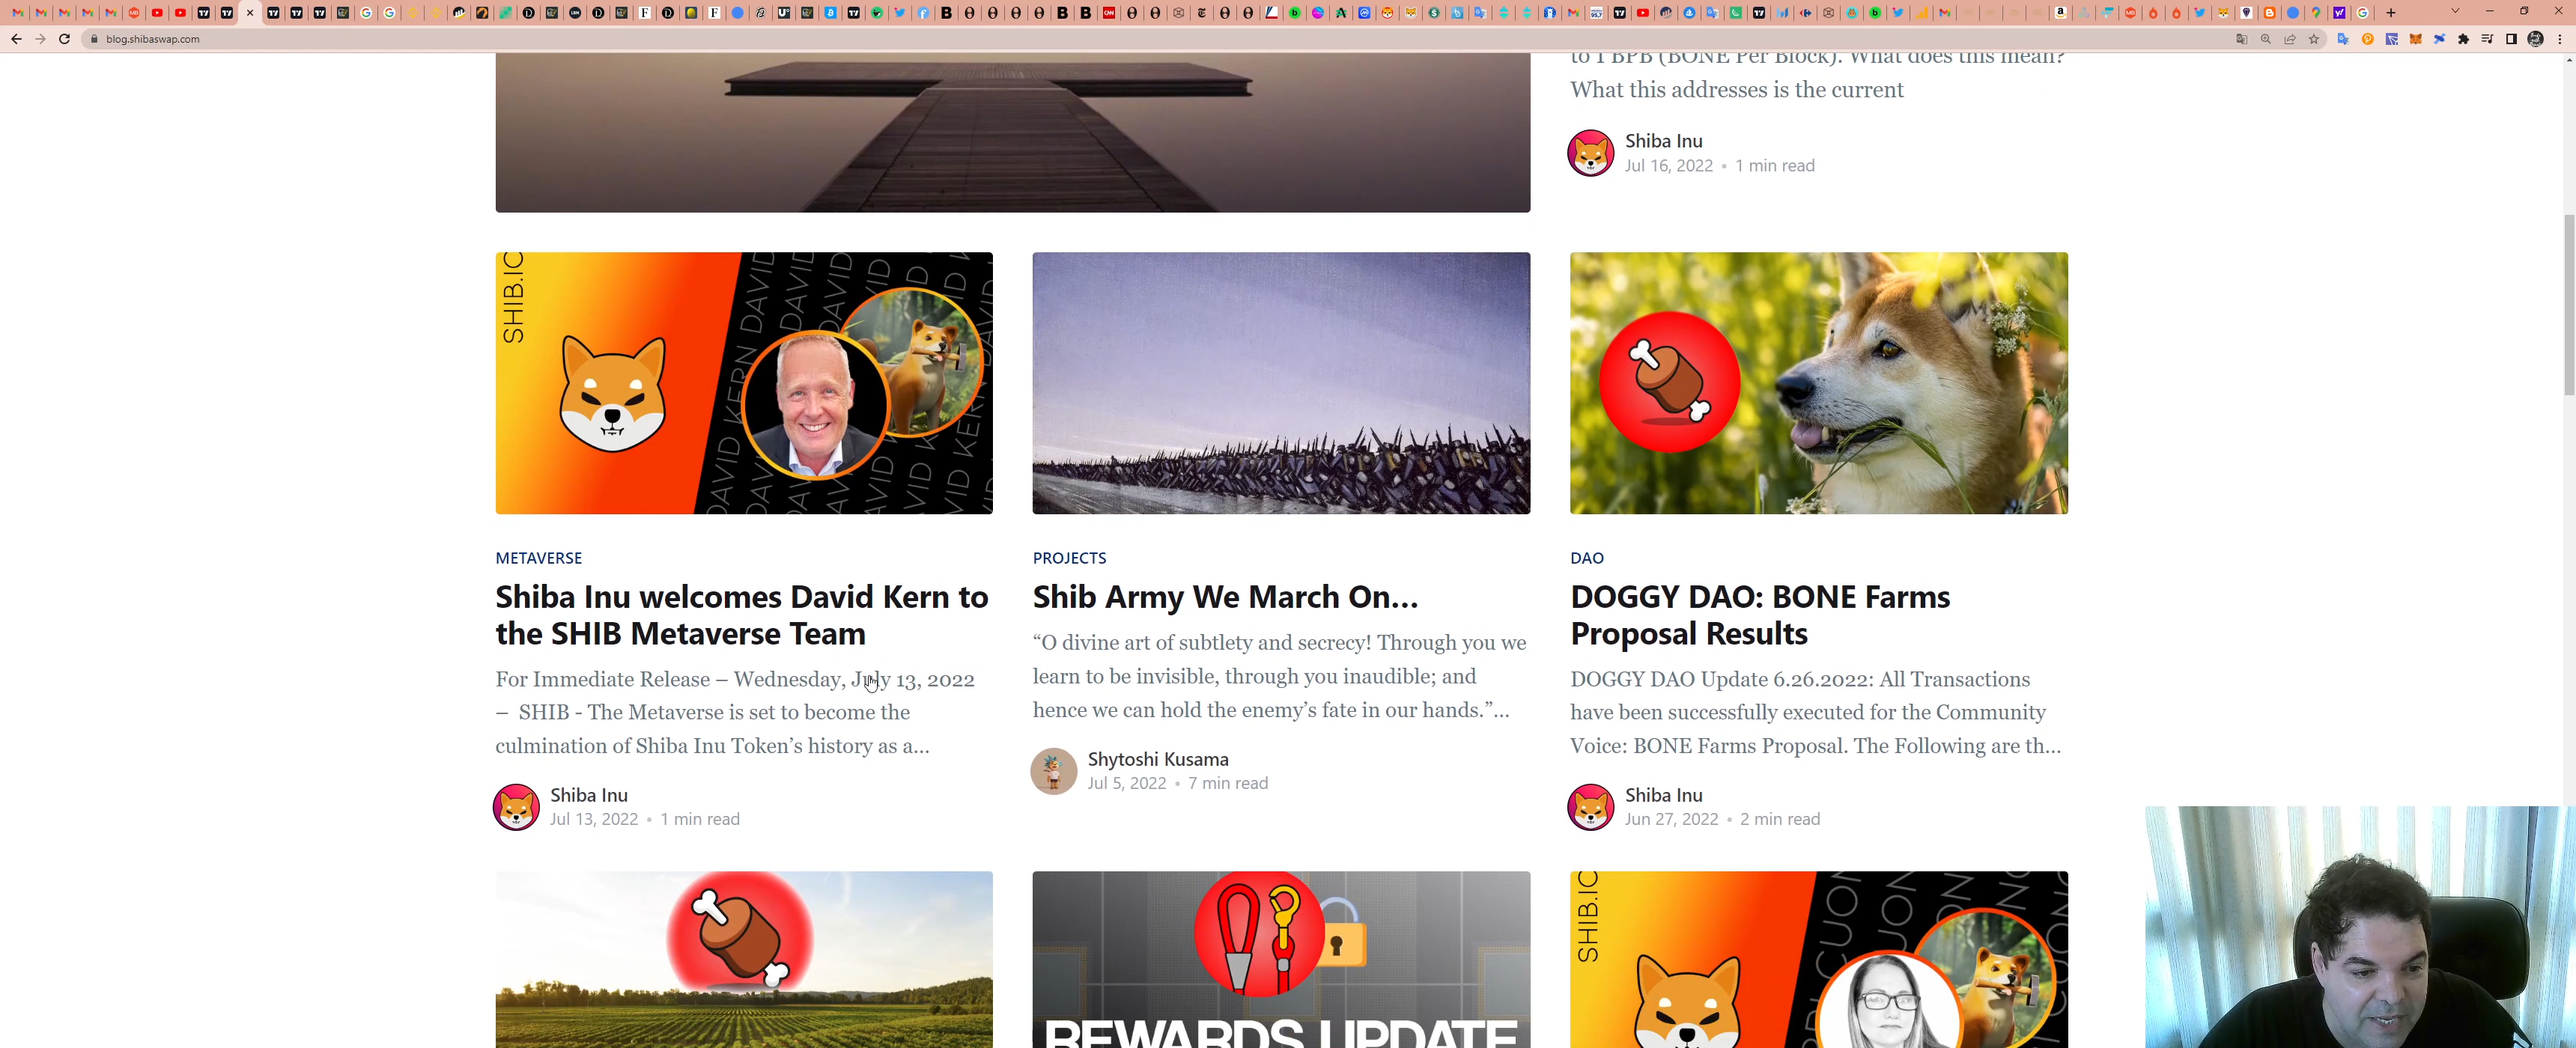 blog.shibaswap.com
to 1 BPB (BONE Per Block). What does this mean?
What this addresses is the current
Shiba Inu
Jul 16, 2022 • 1 min read
SHIB.IO
METAVERSE
Shiba Inu welcomes David Kern to
the SHIB Metaverse Team
For Immediate Release – Wednesday, July 13, 2022
– SHIB - The Metaverse is set to become the
culmination of Shiba Inu Token’s history as a...
Shiba Inu
Jul 13, 2022 • 1 min read
PROJECTS
Shib Army We March On...
“O divine art of subtlety and secrecy! Through you we
learn to be invisible, through you inaudible; and
hence we can hold the enemy’s fate in our hands.”...
Shytoshi Kusama
Jul 5, 2022 • 7 min read
DAO
DOGGY DAO: BONE Farms
Proposal Results
DOGGY DAO Update 6.26.2022: All Transactions
have been successfully executed for the Community
Voice: BONE Farms Proposal. The Following are th...
Shiba Inu
Jun 27, 2022 • 2 min read
REWARDS UPDATE
SHIB.IO